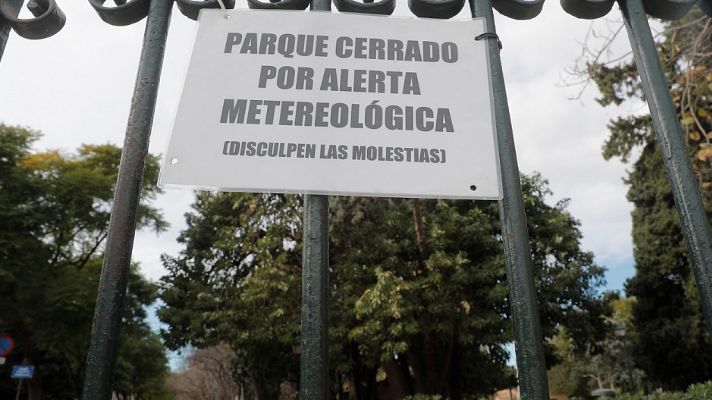 PARQUE CERRADO
POR ALERTA
METEREOLÓGICA
(DISCULPEN LAS MOLESTIAS)